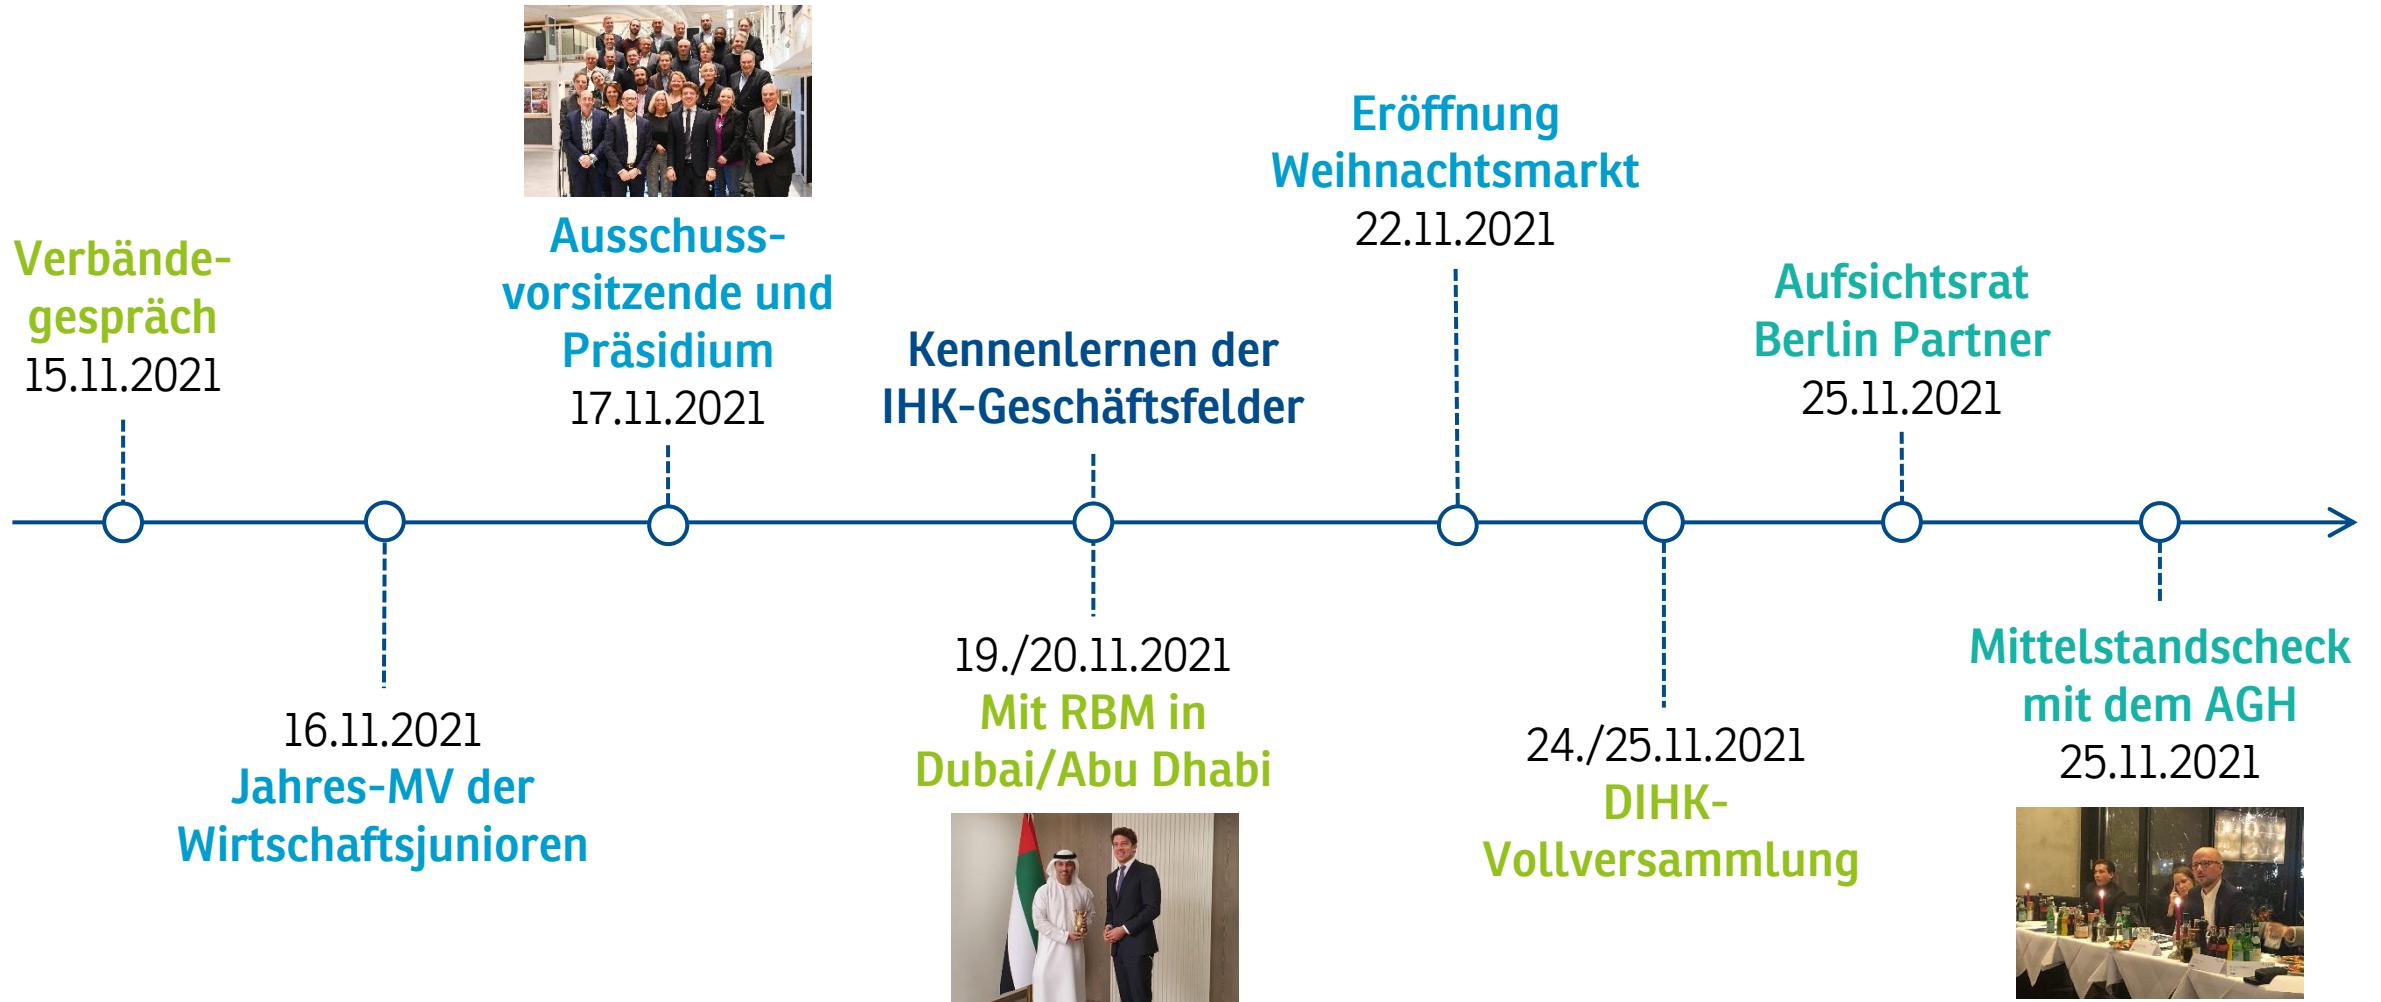 Verbände-
gespräch
15.11.2021
16.11.2021
Jahres-MV der
Wirtschaftsjunioren
Ausschuss-
vorsitzende und
Präsidium
17.11.2021
Kennenlernen der
IHK-Geschäftsfelder
19./20.11.2021
Mit RBM in
Dubai/Abu Dhabi
Eröffnung
Weihnachtsmarkt
22.11.2021
24./25.11.2021
DIHK-
Vollversammlung
Aufsichtsrat
Berlin Partner
25.11.2021
Mittelstandscheck
mit dem AGH
25.11.2021